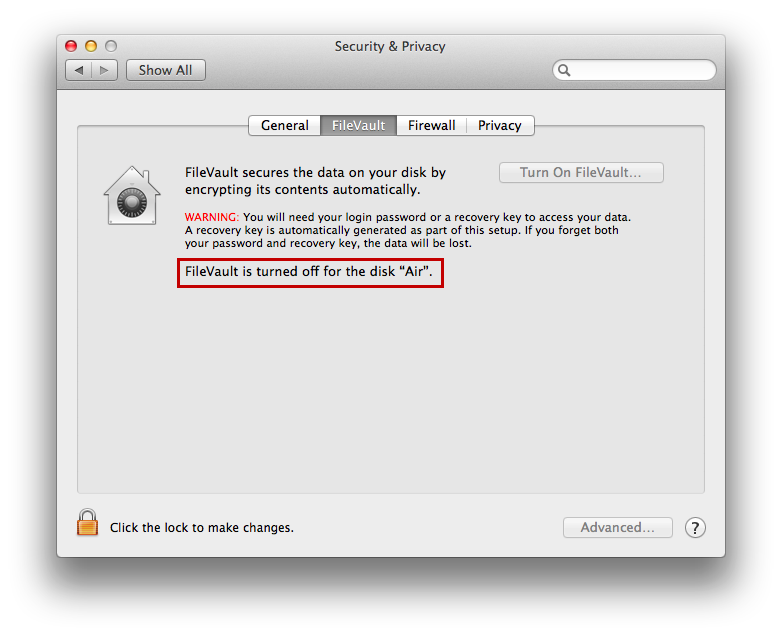 Security & Privacy
Show All
General FileVault Firewall Privacy
FileVault secures the data on your disk by
encrypting its contents automatically.
Turn On FileVault...
WARNING: You will need your login password or a recovery key to access your data.
A recovery key is automatically generated as part of this setup. If you forget both
your password and recovery key, the data will be lost.
FileVault is turned off for the disk “Air”.
Click the lock to make changes.
Advanced...
?